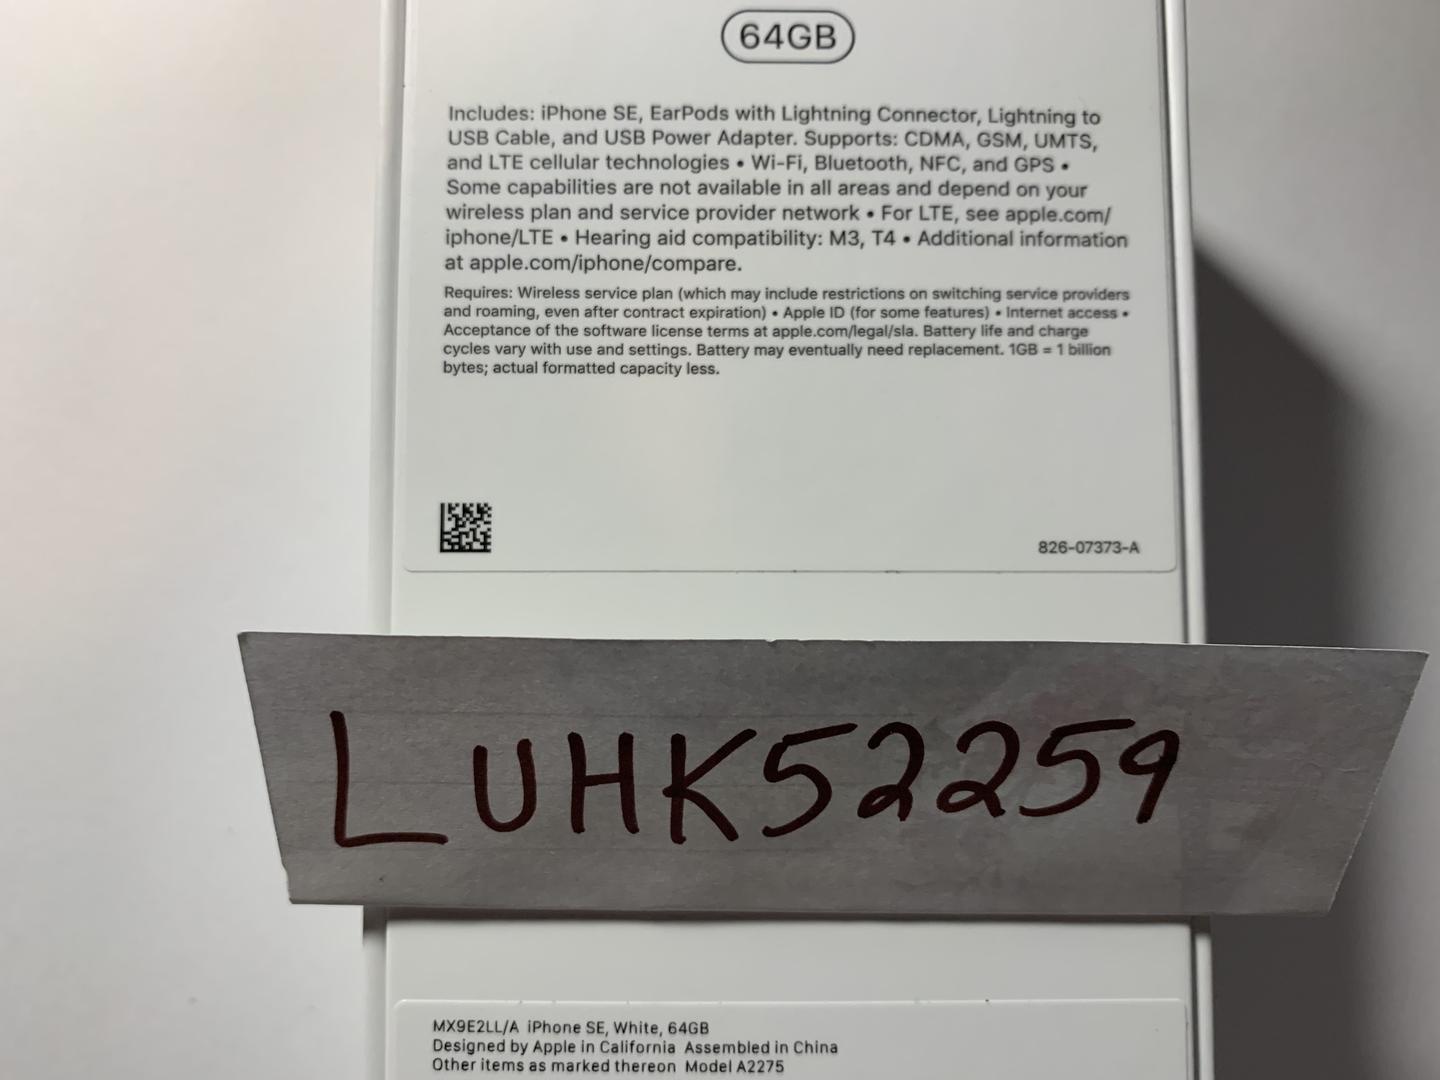 64GB
Includes: iPhone SE, EarPods with Lightning Connector, Lightning to
USB Cable, and USB Power Adapter. Supports: CDMA, GSM, UMTS,
and LTE cellular technologies • Wi-Fi, Bluetooth, NFC, and GPS •
Some capabilities are not available in all areas and depend on your
wireless plan and service provider network • For LTE, see apple.com/
iphone/LTE • Hearing aid compatibility: M3, T4 • Additional information
at apple.com/iphone/compare.
Requires: Wireless service plan (which may include restrictions on switching service providers
and roaming, even after contract expiration) • Apple ID (for some features) • Internet access •
Acceptance of the software license terms at apple.com/legal/sla. Battery life and charge
cycles vary with use and settings. Battery may eventually need replacement. 1GB = 1 billion
bytes; actual formatted capacity less.
826-07373-A
LUHK52259
MX9E2LL/A iPhone SE, White, 64GB
Designed by Apple in California Assembled in China
Other items as marked thereon Model A2275